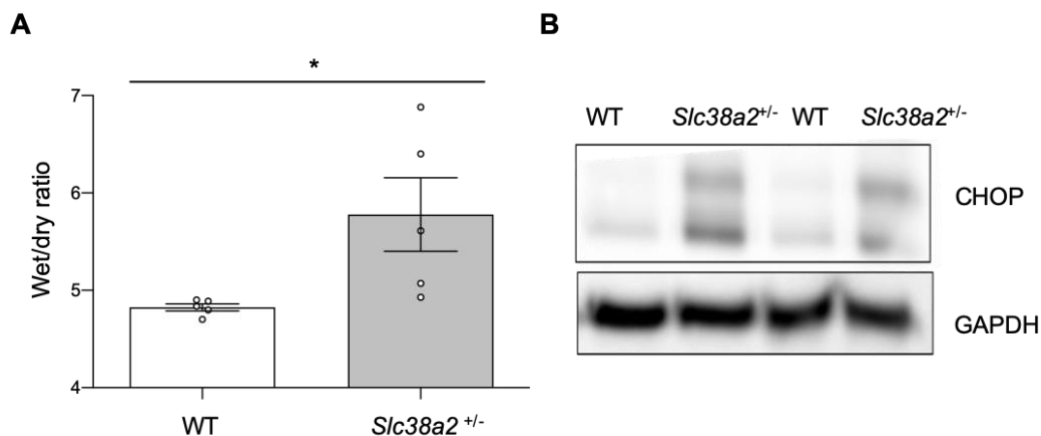 A
*
7
6
5
4
Wet/dry ratio
WT
Slc38a2 +/-
B
WT Slc38a2+/- WT Slc38a2+/-
CHOP
GAPDH